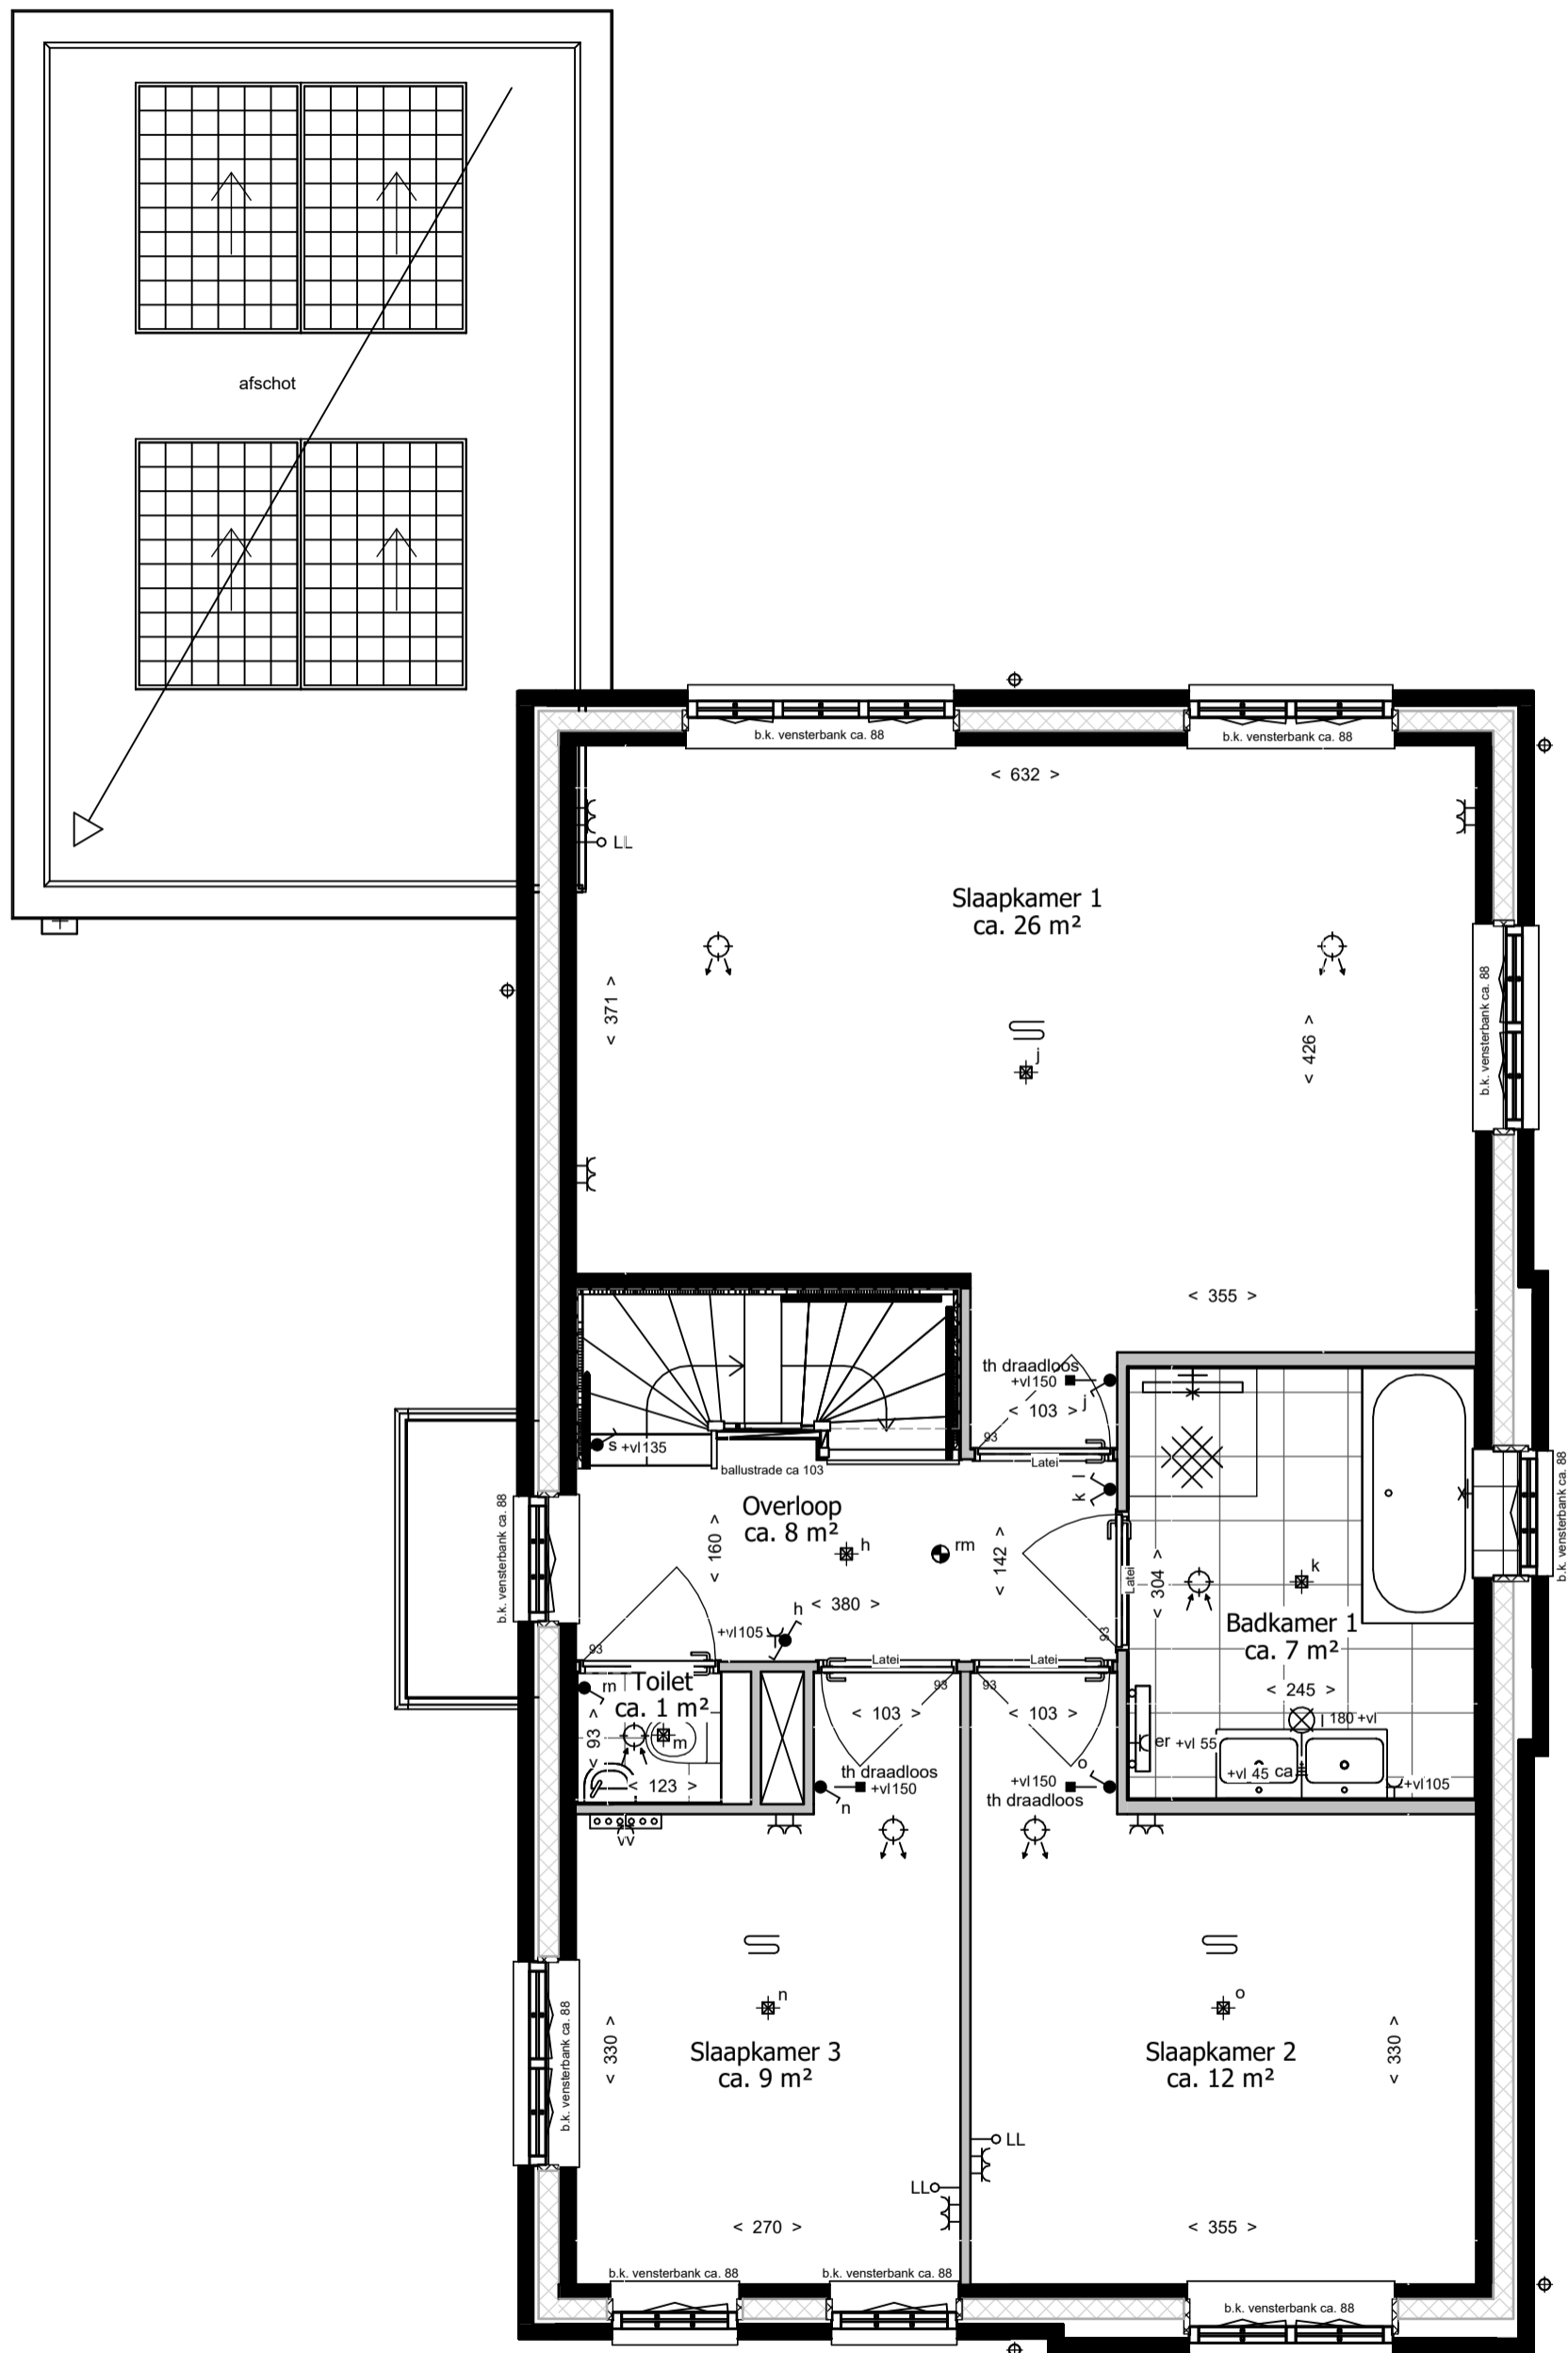 afschot
b.k. vensterbank ca. 88
b.k. vensterbank ca. 88
< 632 >
LL
Slaapkamer 1
ca. 26 m²
< 371 >
b.k. vensterbank ca. 88
< 426 >
j.
< 355 >
th draadloos
+vl150
j
< 103 >
93
Latei
s +vl135
ballustrade ca 103
k l
b.k. vensterbank ca. 88
Overloop
ca. 8 m²
< 160 >
h
rm
< 142 >
Latei
< 304 >
k
b.k. vensterbank ca. 88
h
< 380 >
+vl105
93
93
Badkamer 1
ca. 7 m²
Latei
Latei
m
Toilet
ca. 1 m²
93
93
< 245 >
< 93 >
m
< 103 >
< 103 >
180 +vl
er +vl 55
< 123 >
th draadloos
+vl150
n
o
+vl150
th draadloos
+vl 45 ca
+vl105
vv
n
o
Slaapkamer 3
ca. 9 m²
< 330 >
b.k. vensterbank ca. 88
Slaapkamer 2
ca. 12 m²
< 330 >
LL
LL
< 270 >
< 355 >
b.k. vensterbank ca. 88
b.k. vensterbank ca. 88
b.k. vensterbank ca. 88